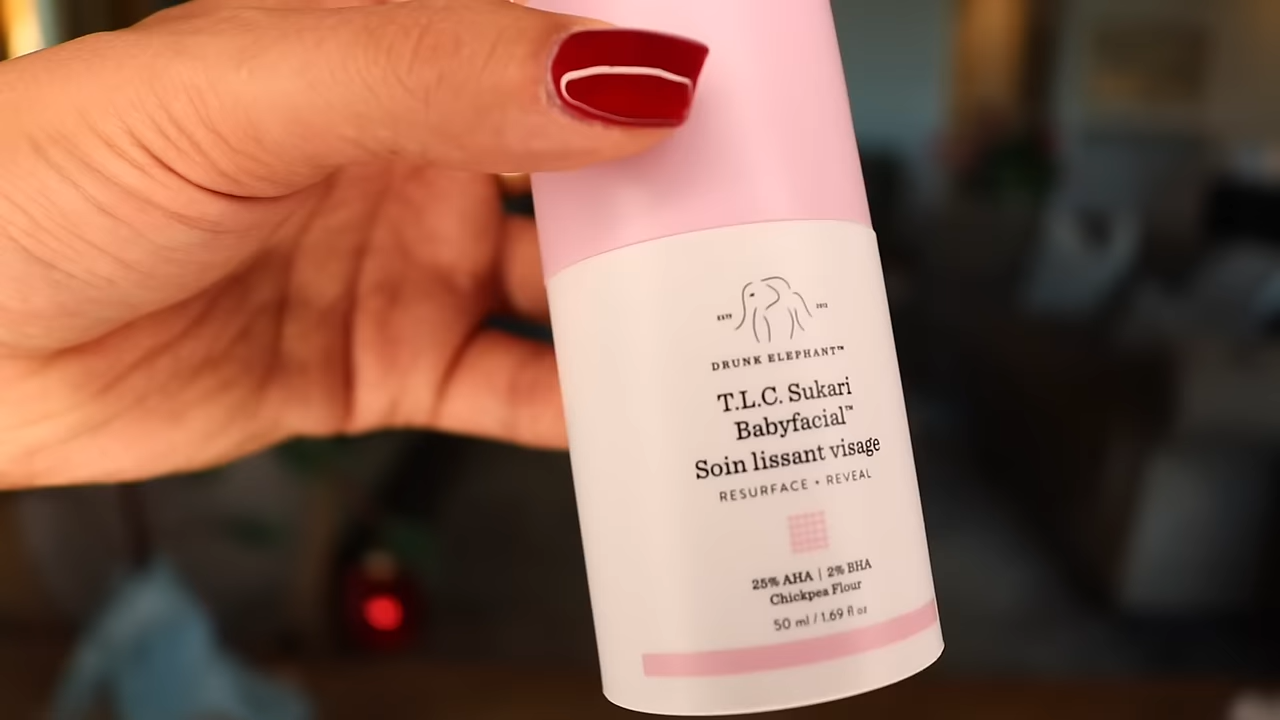 ESTD 2012
DRUNK ELEPHANT™
T.L.C. Sukari
Babyfacial™
Soin lissant visage
RESURFACE • REVEAL
25% AHA | 2% BHA
Chickpea Flour
50 ml / 1.69 fl oz